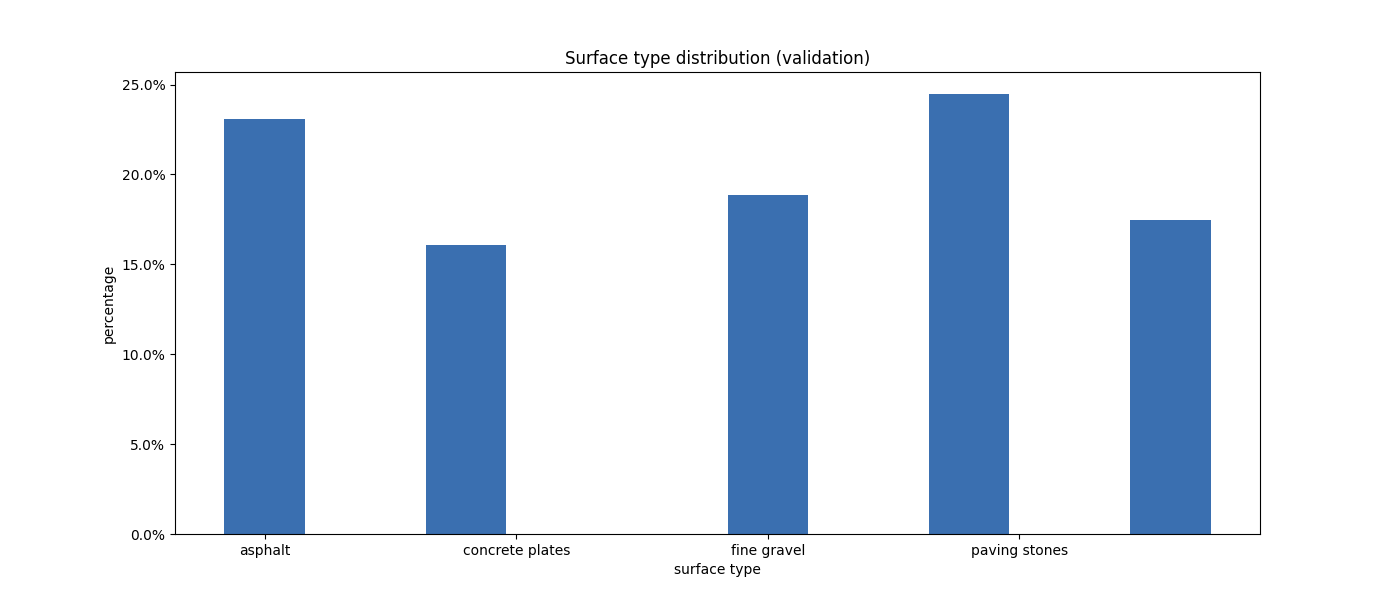 Surface type distribution (validation)
25.0%
20.0%
15.0%
10.0%
5.0%
0.0%
percentage
asphalt concrete plates fine gravel paving stones
surface type